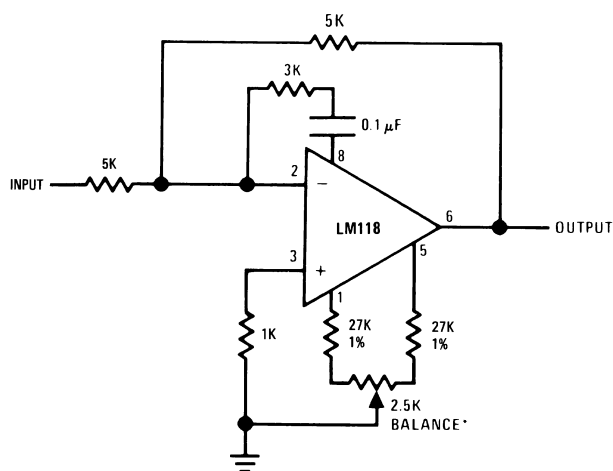 5K
3K
0.1 μF
8
5K
INPUT
2
−
LM118
6
OUTPUT
5
3
+
1
1K
27K
1%
27K
1%
2.5K
BALANCE*